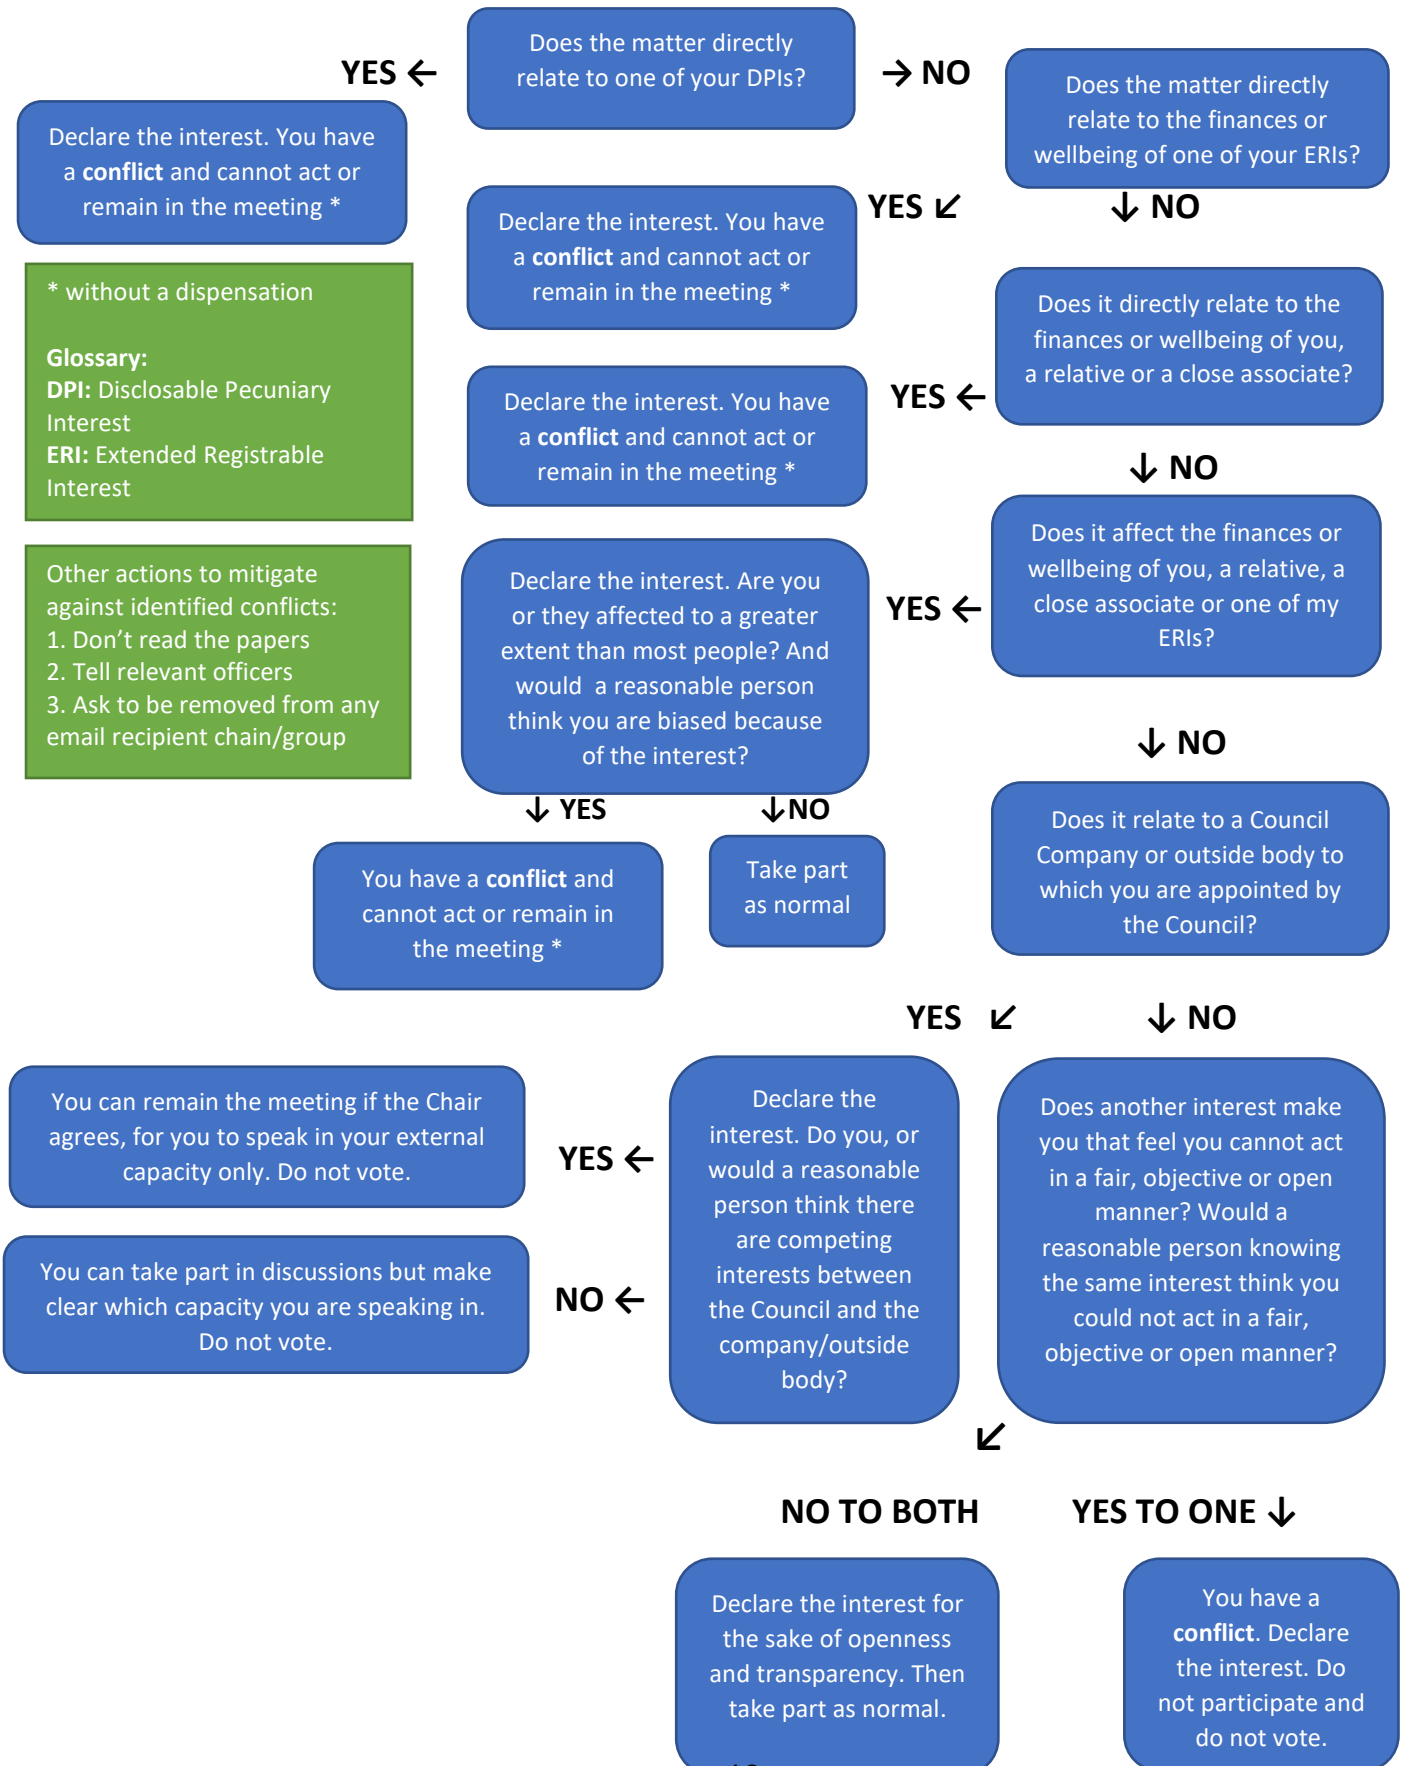 Does the matter directly
relate to one of your DPIs?
YES ←
→ NO
Does the matter directly
relate to the finances or
wellbeing of one of your ERIs?
Declare the interest. You have
a conflict and cannot act or
remain in the meeting *
YES ↙
↓ NO
Declare the interest. You have
a conflict and cannot act or
remain in the meeting *
* without a dispensation
Glossary:
DPI: Disclosable Pecuniary
Interest
ERI: Extended Registrable
Interest
Does it directly relate to the
finances or wellbeing of you,
a relative or a close associate?
YES ←
Declare the interest. You have
a conflict and cannot act or
remain in the meeting *
↓ NO
Does it affect the finances or
wellbeing of you, a relative, a
close associate or one of my
ERIs?
YES ←
Declare the interest. Are you
or they affected to a greater
extent than most people? And
would  a reasonable person
think you are biased because
of the interest?
Other actions to mitigate
against identified conflicts:
1. Don’t read the papers
2. Tell relevant officers
3. Ask to be removed from any
email recipient chain/group
↓ NO
↓ YES
↓NO
You have a conflict and
cannot act or remain in
the meeting *
Take part
as normal
Does it relate to a Council
Company or outside body to
which you are appointed by
the Council?
YES ↙
↓ NO
Declare the
interest. Do you, or
would a reasonable
person think there
are competing
interests between
the Council and the
company/outside
body?
Does another interest make
you that feel you cannot act
in a fair, objective or open
manner? Would a
reasonable person knowing
the same interest think you
could not act in a fair,
objective or open manner?
YES ←
You can remain the meeting if the Chair
agrees, for you to speak in your external
capacity only. Do not vote.
NO ←
You can take part in discussions but make
clear which capacity you are speaking in.
Do not vote.
↙
NO TO BOTH
YES TO ONE ↓
Declare the interest for
the sake of openness
and transparency. Then
take part as normal.
You have a
conflict. Declare
the interest. Do
not participate and
do not vote.